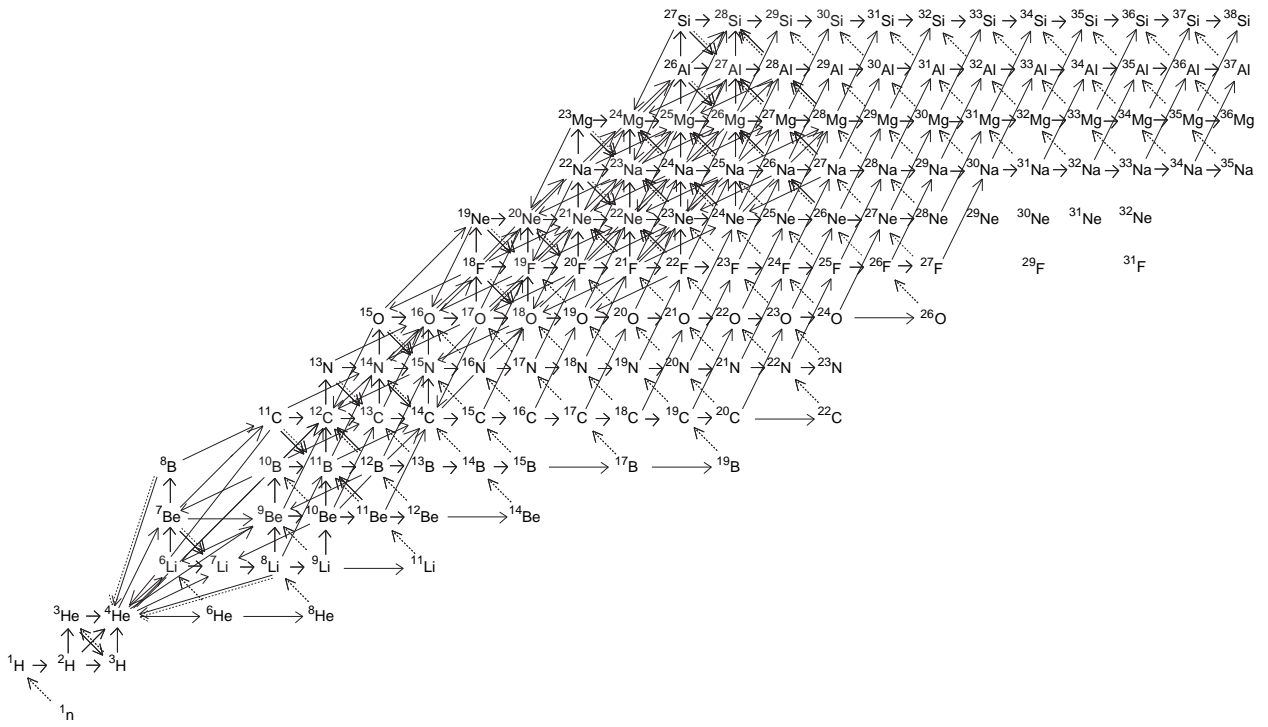 ²⁷Si ²⁸Si ²⁹Si ³⁰Si ³¹Si ³²Si ³³Si ³⁴Si ³⁵Si ³⁶Si ³⁷Si ³⁸Si
²⁶Al ²⁷Al ²⁸Al ²⁹Al ³⁰Al ³¹Al ³²Al ³³Al ³⁴Al ³⁵Al ³⁶Al ³⁷Al
²³Mg ²⁴Mg ²⁵Mg ²⁶Mg ²⁷Mg ²⁸Mg ²⁹Mg ³⁰Mg ³¹Mg ³²Mg ³³Mg ³⁴Mg ³⁵Mg ³⁶Mg
²²Na ²³Na ²⁴Na ²⁵Na ²⁶Na ²⁷Na ²⁸Na ²⁹Na ³⁰Na ³¹Na ³²Na ³³Na ³⁴Na ³⁵Na
¹⁹Ne ²⁰Ne ²¹Ne ²²Ne ²³Ne ²⁴Ne ²⁵Ne ²⁶Ne ²⁷Ne ²⁸Ne ²⁹Ne ³⁰Ne ³¹Ne ³²Ne
¹⁸F ¹⁹F ²⁰F ²¹F ²²F ²³F ²⁴F ²⁵F ²⁶F ²⁷F ²⁹F ³¹F
¹⁵O ¹⁶O ¹⁷O ¹⁸O ¹⁹O ²⁰O ²¹O ²²O ²³O ²⁴O ²⁶O
¹³N ¹⁴N ¹⁵N ¹⁶N ¹⁷N ¹⁸N ¹⁹N ²⁰N ²¹N ²²N ²³N
¹¹C ¹²C ¹³C ¹⁴C ¹⁵C ¹⁶C ¹⁷C ¹⁸C ¹⁹C ²⁰C ²²C
⁸B ¹⁰B ¹¹B ¹²B ¹³B ¹⁴B ¹⁵B ¹⁷B ¹⁹B
⁷Be ⁹Be ¹⁰Be ¹¹Be ¹²Be ¹⁴Be
⁶Li ⁷Li ⁸Li ⁹Li ¹¹Li
³He ⁴He ⁶He ⁸He
¹H ²H ³H
¹n